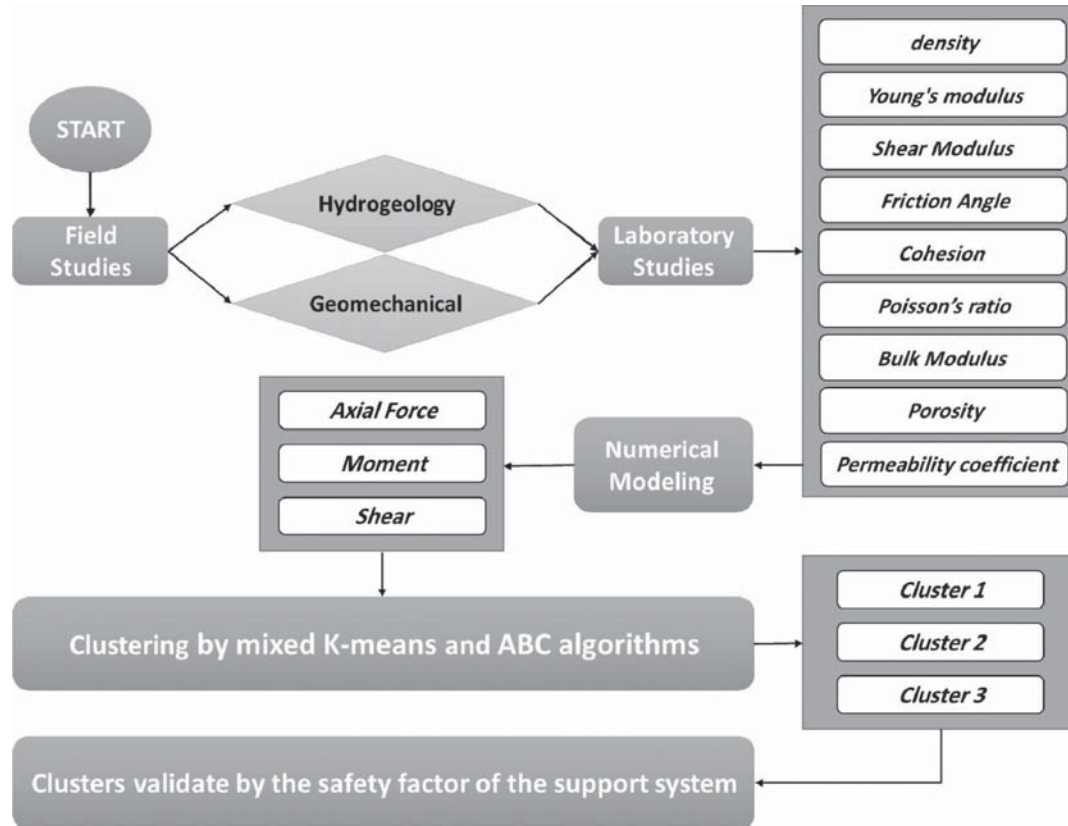 START
Field
Studies
Hydrogeology
Geomechanical
Laboratory
Studies
density
Young's modulus
Shear Modulus
Friction Angle
Cohesion
Poisson's ratio
Bulk Modulus
Porosity
Permeability coefficient
Numerical
Modeling
Axial Force
Moment
Shear
Clustering by mixed K-means and ABC algorithms
Cluster 1
Cluster 2
Cluster 3
Clusters validate by the safety factor of the support system